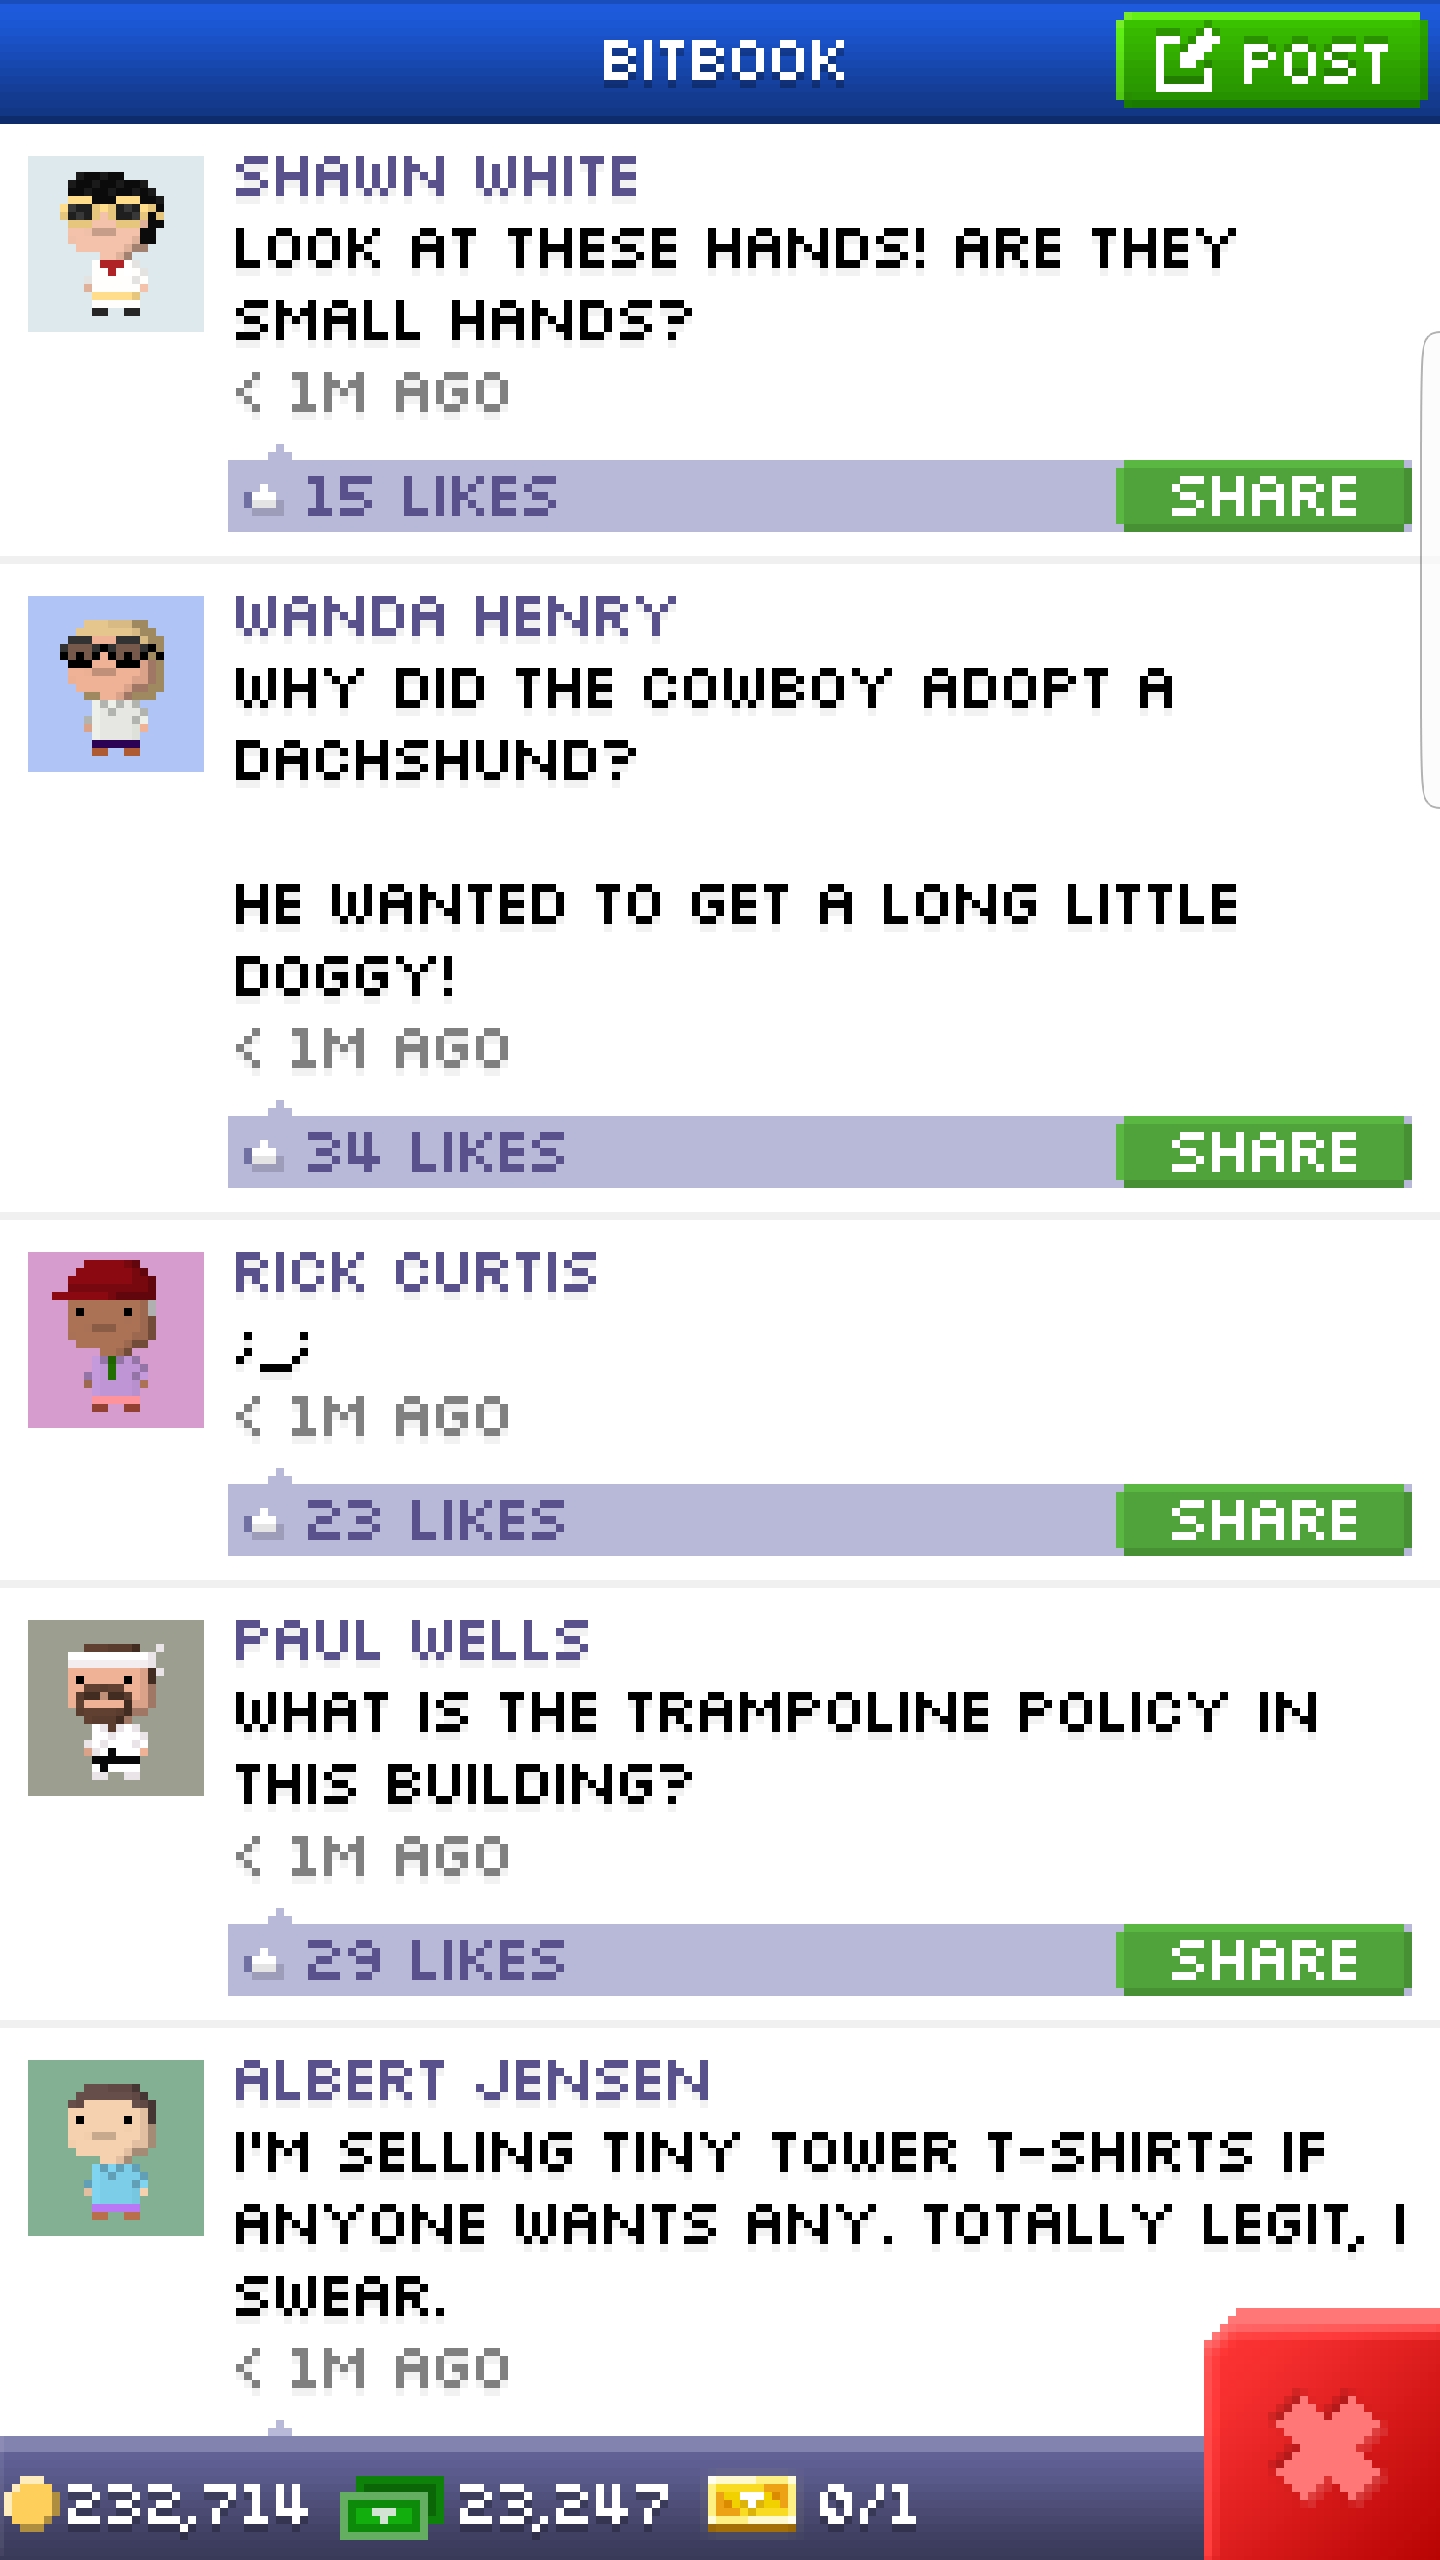 BITBOOK
POST
SHAWN WHITE
LOOK AT THESE HANDS! ARE THEY
SMALL HANDS?
< 1M AGO
15 LIKES
SHARE
WANDA HENRY
WHY DID THE COWBOY ADOPT A
DACHSHUND?
HE WANTED TO GET A LONG LITTLE
DOGGY!
< 1M AGO
34 LIKES
SHARE
RICK CURTIS
;_;
< 1M AGO
23 LIKES
SHARE
PAUL WELLS
WHAT IS THE TRAMPOLINE POLICY IN
THIS BUILDING?
< 1M AGO
29 LIKES
SHARE
ALBERT JENSEN
I'M SELLING TINY TOWER T-SHIRTS IF
ANYONE WANTS ANY. TOTALLY LEGIT, I
SWEAR.
< 1M AGO
232,714
23,247
0/1